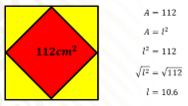 112cm²
A = 112
A = l²
l² = 112
√l² = √112
l = 10.6